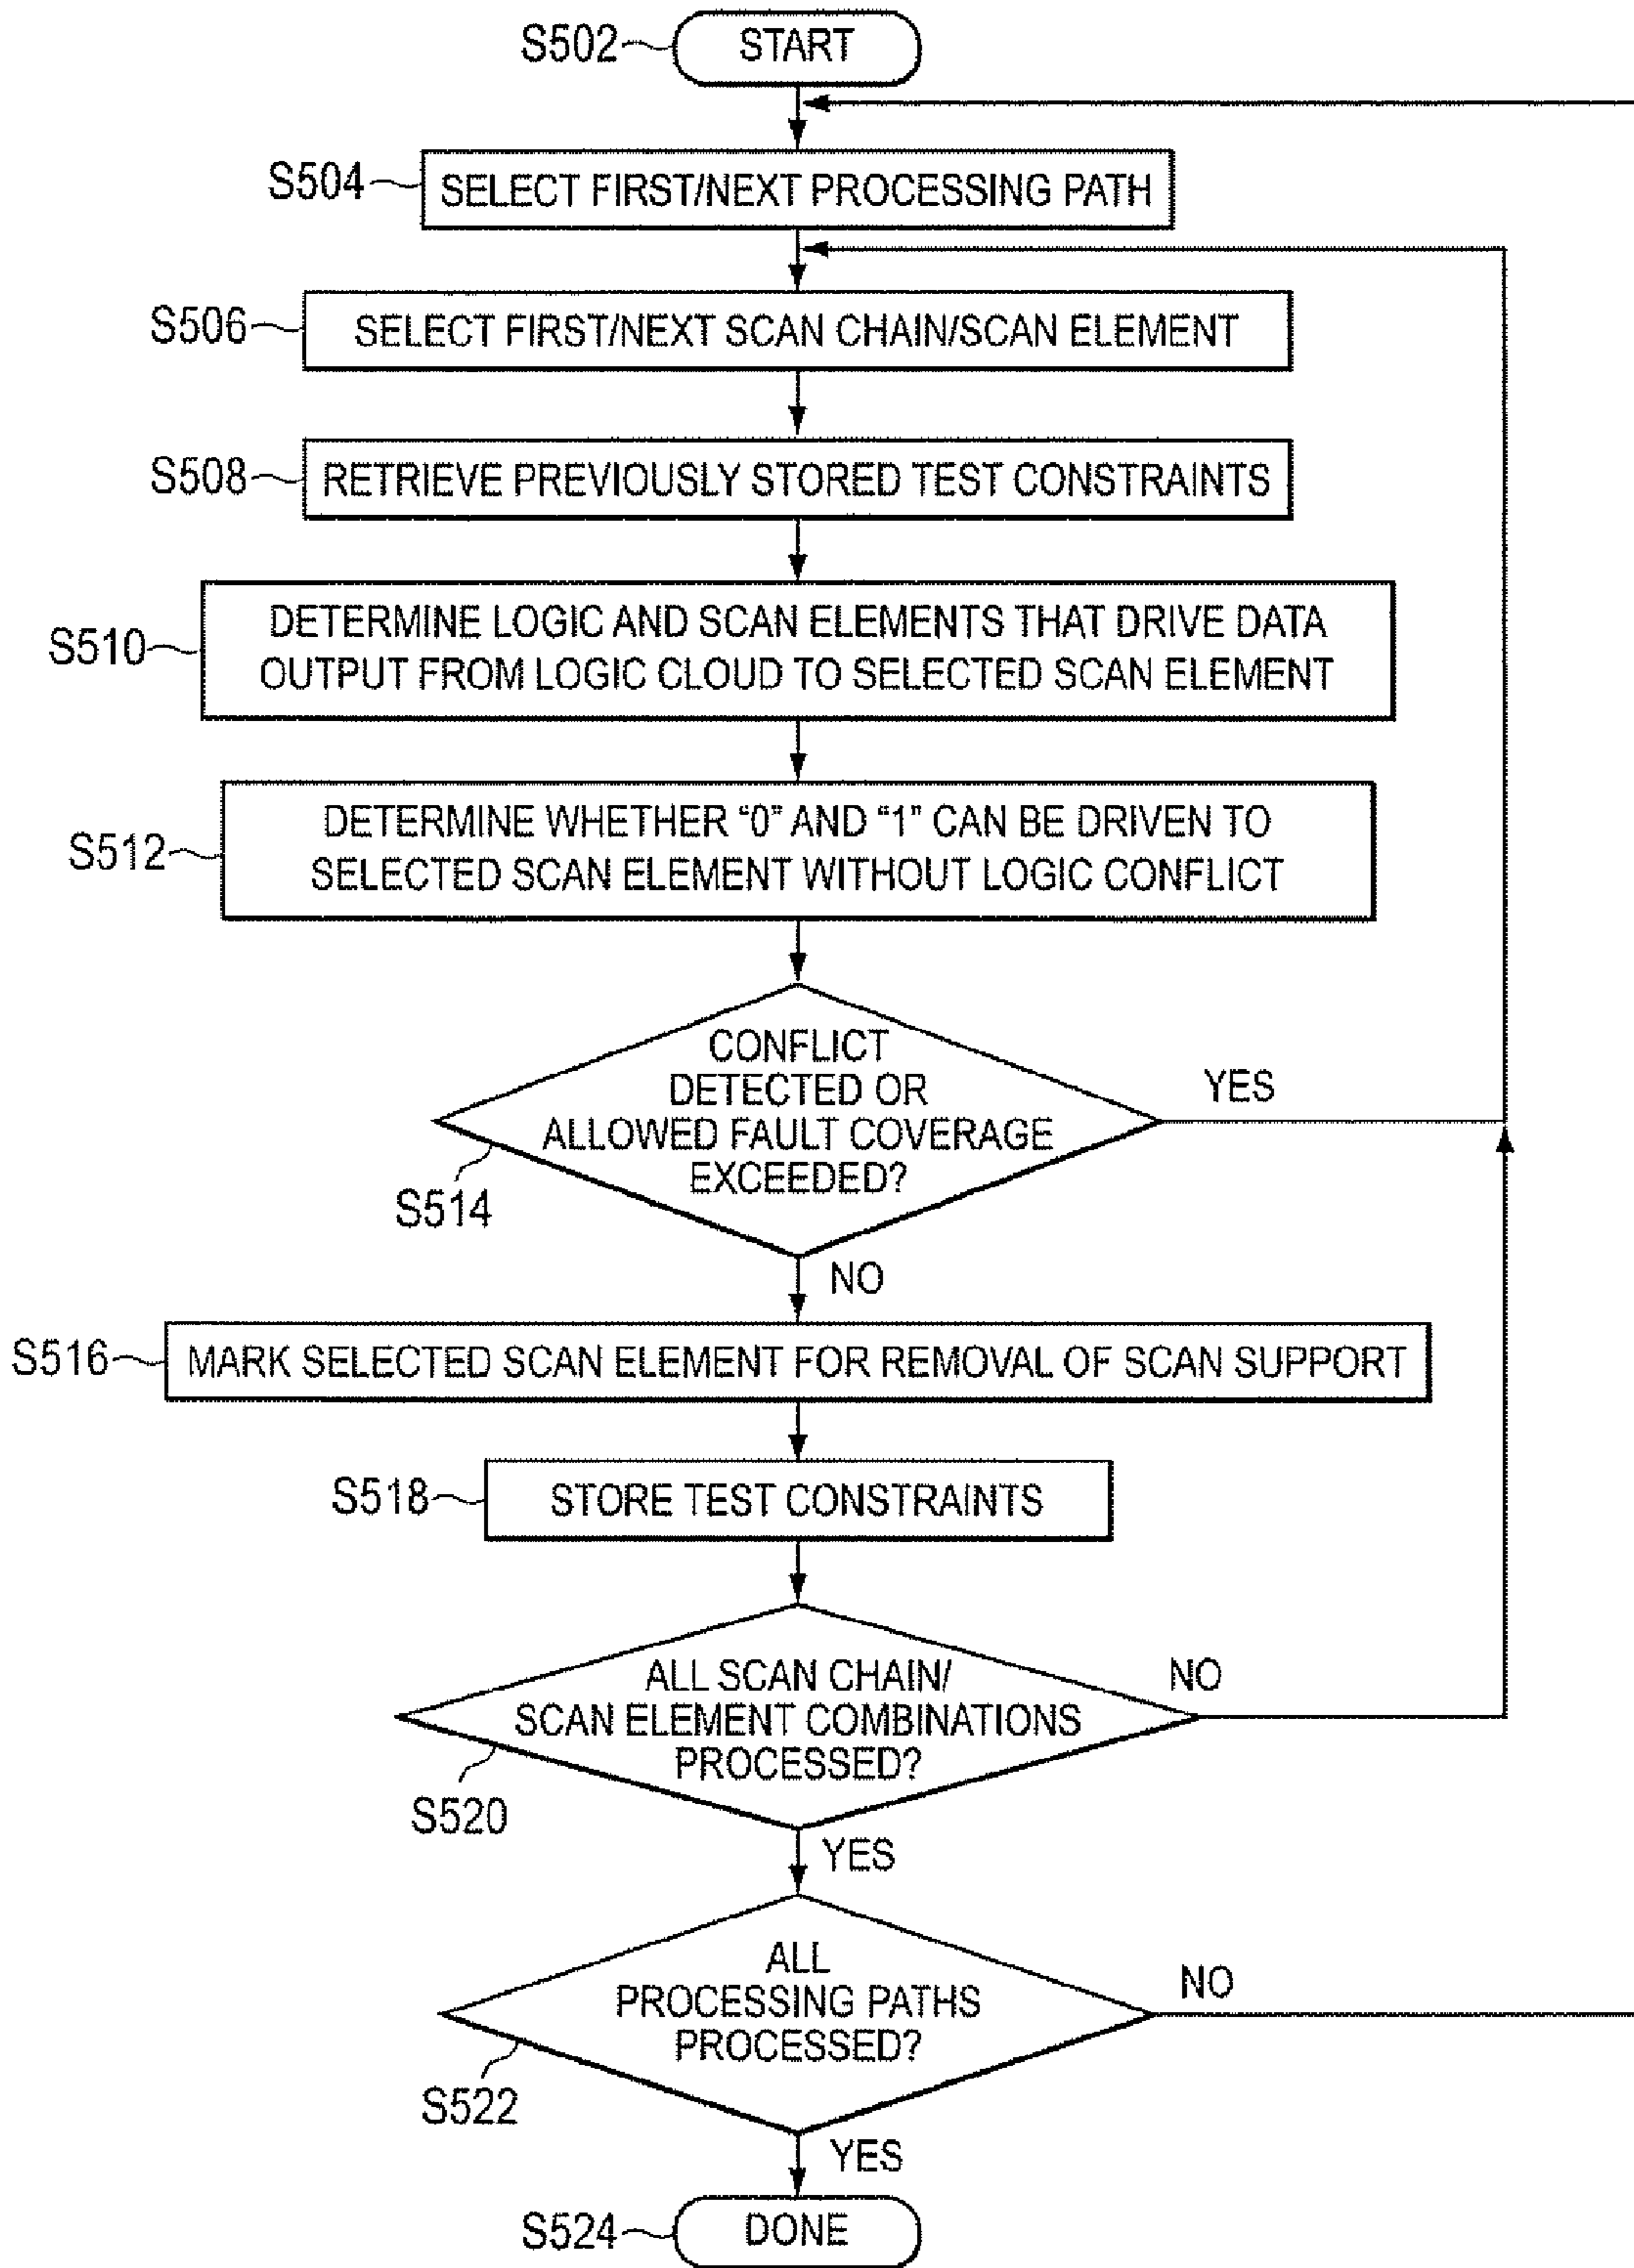 S502
START
S504
SELECT FIRST/NEXT PROCESSING PATH
S506
SELECT FIRST/NEXT SCAN CHAIN/SCAN ELEMENT
S508
RETRIEVE PREVIOUSLY STORED TEST CONSTRAINTS
S510
DETERMINE LOGIC AND SCAN ELEMENTS THAT DRIVE DATA
OUTPUT FROM LOGIC CLOUD TO SELECTED SCAN ELEMENT
S512
DETERMINE WHETHER “0” AND “1” CAN BE DRIVEN TO
SELECTED SCAN ELEMENT WITHOUT LOGIC CONFLICT
CONFLICT
DETECTED OR
ALLOWED FAULT COVERAGE
EXCEEDED?
YES
S514
NO
S516
MARK SELECTED SCAN ELEMENT FOR REMOVAL OF SCAN SUPPORT
S518
STORE TEST CONSTRAINTS
ALL SCAN CHAIN/
SCAN ELEMENT COMBINATIONS
PROCESSED?
NO
S520
YES
ALL
PROCESSING PATHS
PROCESSED?
NO
S522
YES
S524
DONE